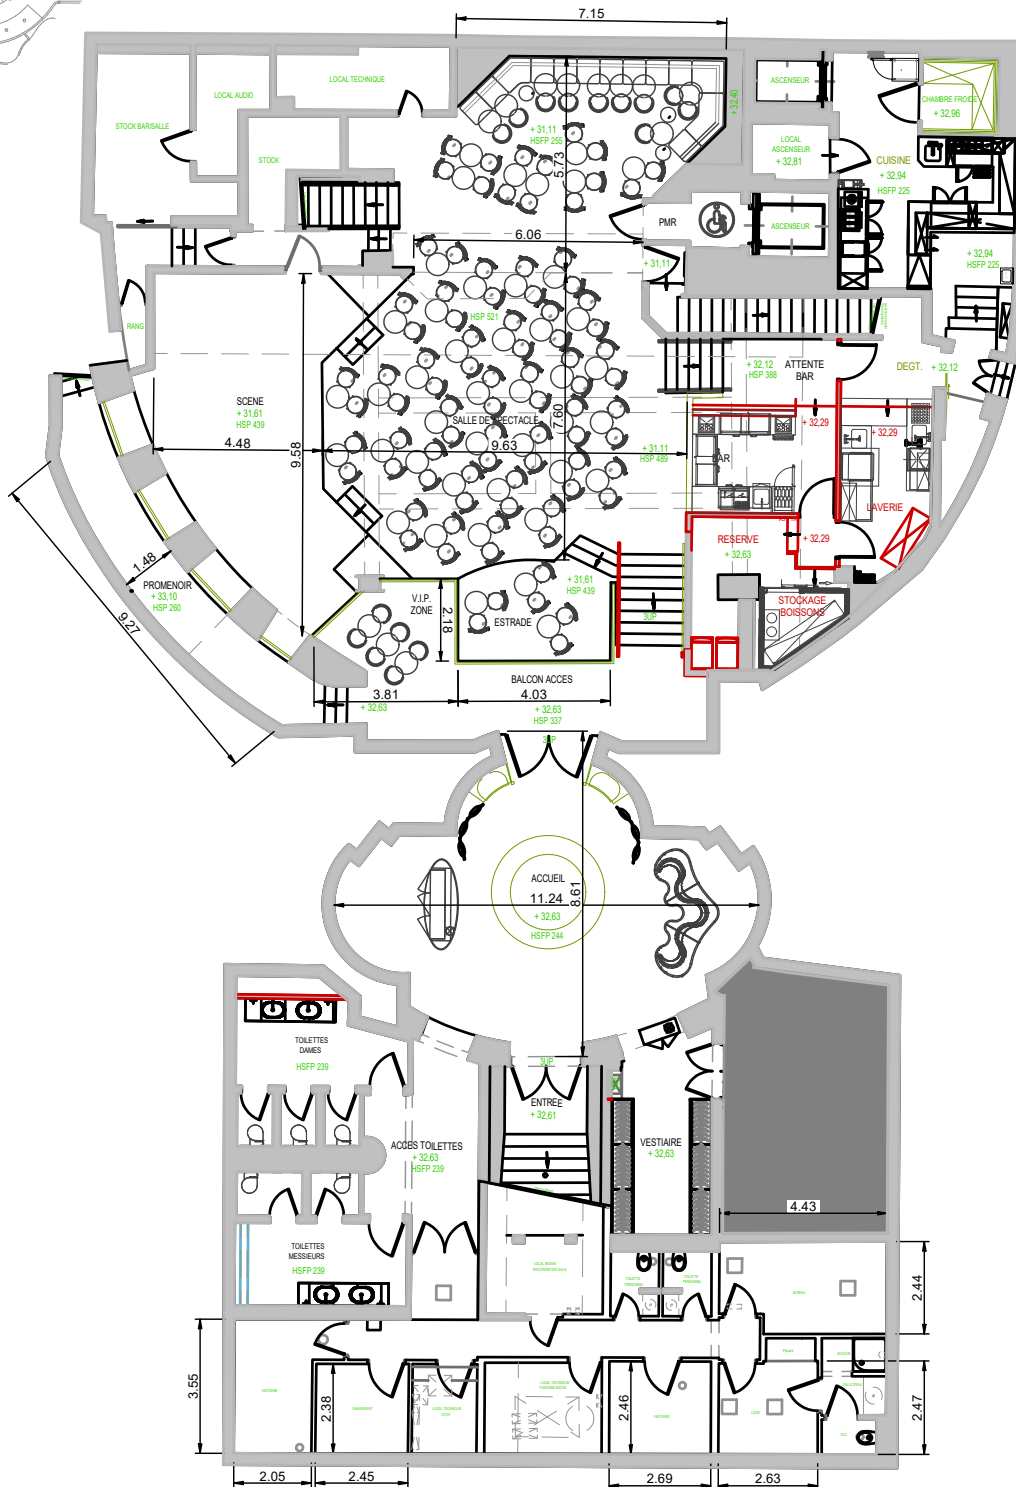 7.15
LOCAL TECHNIQUE
LOCAL AUDIO
STOCK BAR/SALLE
STOCK
+ 31,11
HSFP 255
5.73
+ 32,40
ASCENSEUR
LOCAL
ASCENSEUR
+ 32,81
CHAMBRE FROIDE
+ 32,96
CUISINE
+ 32,94
HSFP 225
PMR
ASCENSEUR
6.06
+ 31,11
+ 32,94
HSFP 225
RANG
HSP 521
SCENE
+ 31,61
HSP 439
4.48
9.58
SALLE DE SPECTACLE
9.63
7.60
+ 31,11
HSP 489
+ 32,12
HSP 388
ATTENTE
BAR
DEGT.
+ 32,12
+ 32,29
+ 32,29
BAR
LAVERIE
RESERVE
+ 32,63
+ 32,29
STOCKAGE
BOISSONS
1.48
PROMENOIR
+ 33,10
HSP 260
9.27
V.I.P.
ZONE
2.18
+ 31,61
HSP 439
ESTRADE
3UP
3.81
+ 32,63
BALCON ACCES
4.03
+ 32,63
HSP 337
3UP
ACCUEIL
11.24
8.61
+ 32,63
HSFP 244
TOILETTES
DAMES
HSFP 239
3UP
ENTREE
+ 32,61
ACCES TOILETTES
+ 32,63
HSFP 239
VESTIAIRE
+ 32,63
4.43
TOILETTES
MESSIEURS
HSFP 239
2.44
3.55
2.38
2.46
2.47
2.05
2.45
2.69
2.63